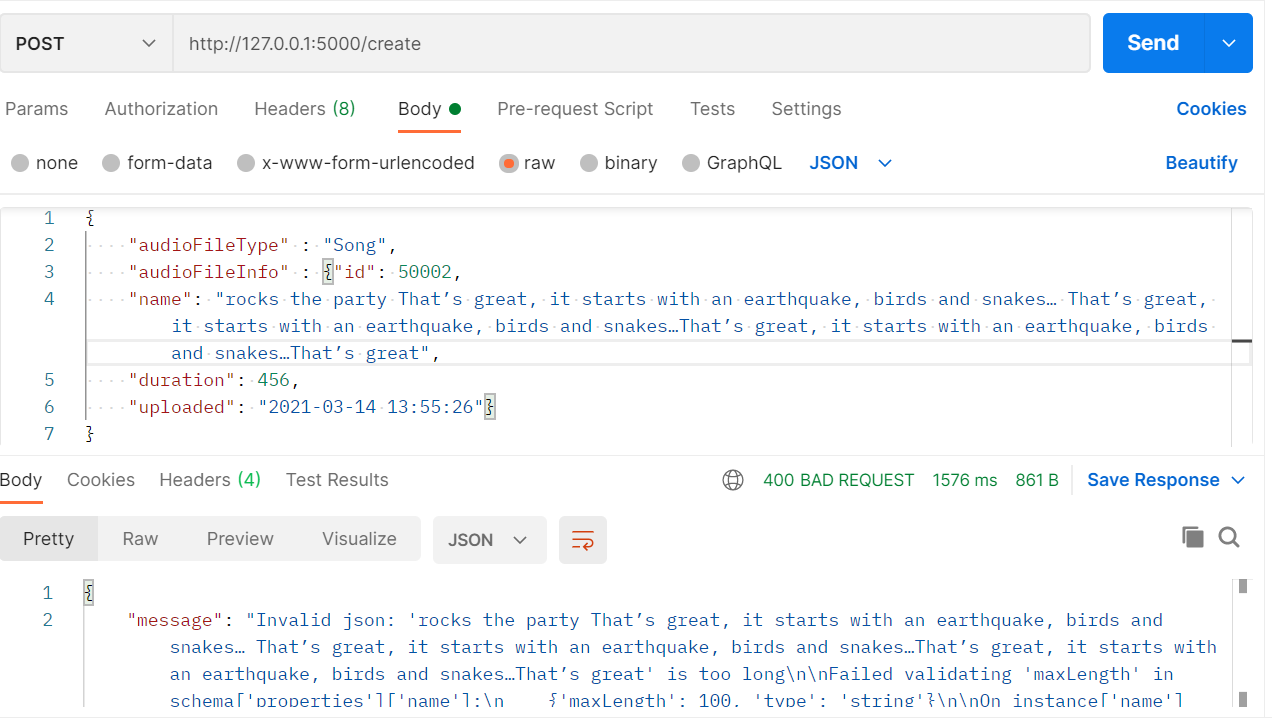 POST http://127.0.0.1:5000/create Send
Params Authorization Headers (8) Body Pre-request Script Tests Settings Cookies
none form-data x-www-form-urlencoded raw binary GraphQL JSON Beautify
1 {
2 "audioFileType" : "Song",
3 "audioFileInfo" : {"id": 50002,
4 "name": "rocks the party That’s great, it starts with an earthquake, birds and snakes… That’s great,
it starts with an earthquake, birds and snakes…That’s great, it starts with an earthquake, birds
and snakes…That’s great",
5 "duration": 456,
6 "uploaded": "2021-03-14 13:55:26"}
7 }
Body Cookies Headers (4) Test Results 400 BAD REQUEST 1576 ms 861 B Save Response
Pretty Raw Preview Visualize JSON
1 {
2 "message": "Invalid json: 'rocks the party That’s great, it starts with an earthquake, birds and
snakes… That’s great, it starts with an earthquake, birds and snakes…That’s great, it starts with
an earthquake, birds and snakes…That’s great' is too long\n\nFailed validating 'maxLength' in
schema['properties']['name']:\n    {'maxLength': 100, 'type': 'string'}\n\nOn instance['name']